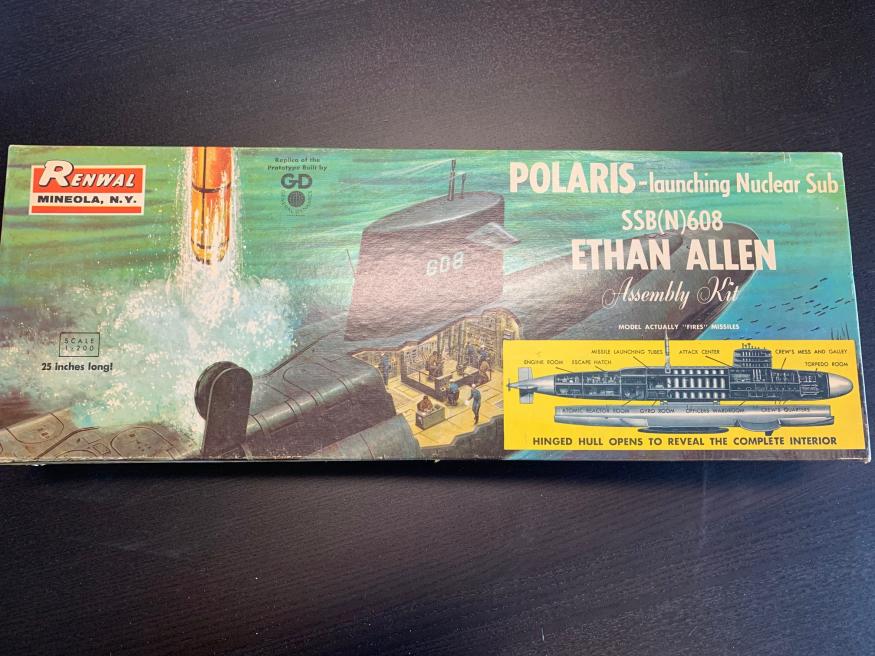 RENWAL
MINEOLA, N.Y.
Replica of the
Prototype Built by
GD
POLARIS-launching Nuclear Sub
SSB(N)608
ETHAN ALLEN
Assembly Kit
MODEL ACTUALLY "FIRES" MISSILES
608
SCALE
1:200
25 inches long!
MISSILE LAUNCHING TUBES
ATTACK CENTER
CREW'S MESS AND GALLEY
ENGINE ROOM
ESCAPE HATCH
TORPEDO ROOM
ATOMIC REACTOR ROOM
GYRO ROOM
OFFICERS WARDROOM
CREW'S QUARTERS
HINGED HULL OPENS TO REVEAL THE COMPLETE INTERIOR